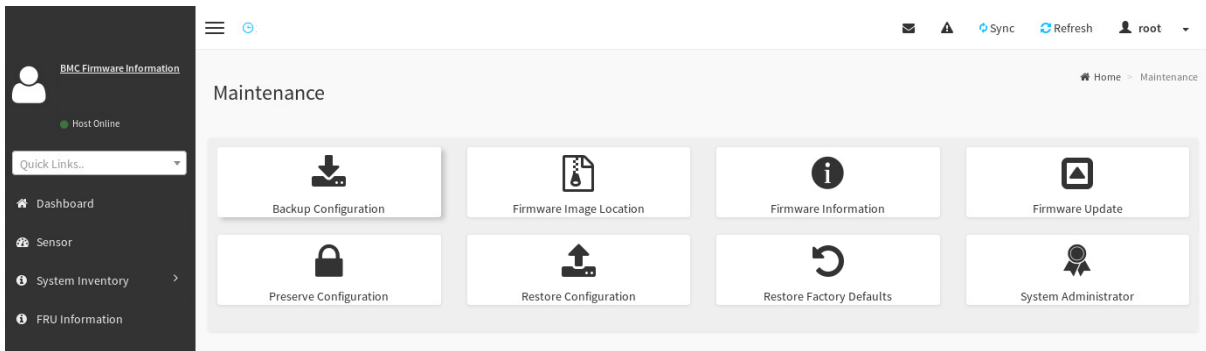 Sync
Refresh
root
BMC Firmware Information
Host Online
Quick Links..
Dashboard
Sensor
System Inventory
FRU Information
Home > Maintenance
Maintenance
Backup Configuration
Firmware Image Location
Firmware Information
Firmware Update
Preserve Configuration
Restore Configuration
Restore Factory Defaults
System Administrator